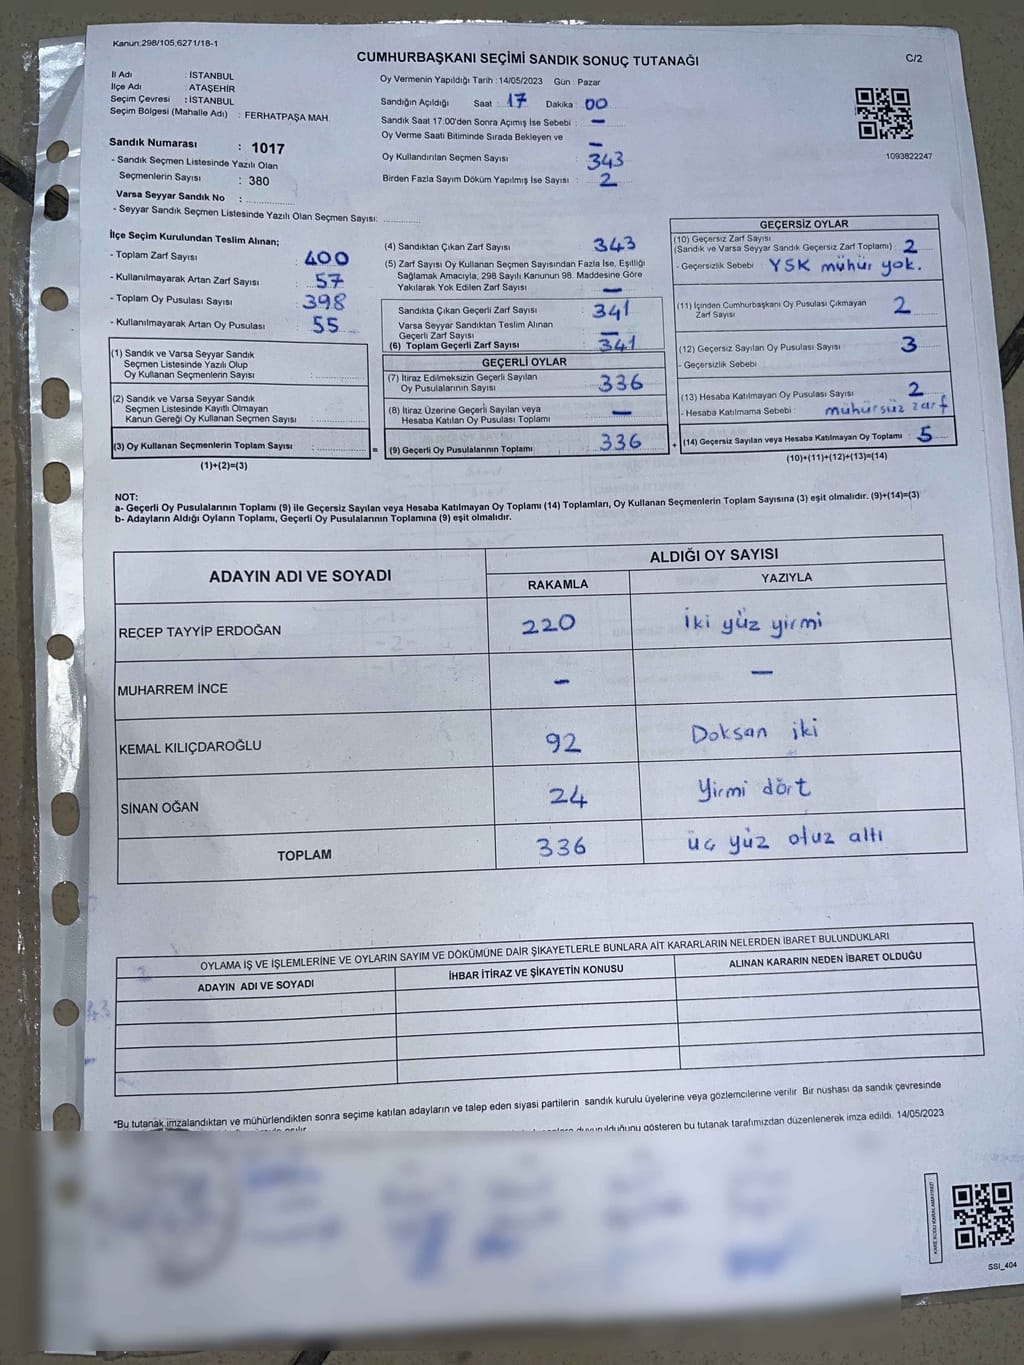 Kanun:298/105,6271/18-1
CUMHURBAŞKANI SEÇİMİ SANDIK SONUÇ TUTANAĞI
C/2
İl Adı : İSTANBUL
İlçe Adı : ATAŞEHİR
Seçim Çevresi : İSTANBUL
Seçim Bölgesi (Mahalle Adı) : FERHATPAŞA MAH.
Sandık Numarası : 1017
- Sandık Seçmen Listesinde Yazılı Olan
Seçmenlerin Sayısı : 380
Varsa Seyyar Sandık No :
- Seyyar Sandık Seçmen Listesinde Yazılı Olan Seçmen Sayısı:
Oy Vermenin Yapıldığı Tarih : 14/05/2023 Gün : Pazar
Sandığın Açıldığı Saat : 17 Dakika : 00
Sandık Saat 17:00'den Sonra Açımış İse Sebebi : –
Oy Verme Saati Bitiminde Sırada Bekleyen ve –
Oy Kullandırılan Seçmen Sayısı 343
Birden Fazla Sayım Döküm Yapılmış İse Sayısı : 2
1093822247
İlçe Seçim Kurulundan Teslim Alınan;
- Toplam Zarf Sayısı : 400
- Kullanılmayarak Artan Zarf Sayısı : 57
- Toplam Oy Pusulası Sayısı : 398
- Kullanılmayarak Artan Oy Pusulası : 55
(1) Sandık ve Varsa Seyyar Sandık
Seçmen Listesinde Yazılı Olup
Oy Kullanan Seçmenlerin Sayısı :
(2) Sandık ve Varsa Seyyar Sandık
Seçmen Listesinde Kayıtlı Olmayan
Kanun Gereği Oy Kullanan Seçmen Sayısı :
(3) Oy Kullanan Seçmenlerin Toplam Sayısı : =
(1)+(2)=(3)
(4) Sandıktan Çıkan Zarf Sayısı 343
(5) Zarf Sayısı Oy Kullanan Seçmen Sayısından Fazla İse, Eşitliği
Sağlamak Amacıyla, 298 Sayılı Kanunun 98. Maddesine Göre
Yakılarak Yok Edilen Zarf Sayısı –
Sandıkta Çıkan Geçerli Zarf Sayısı : 341
Varsa Seyyar Sandıktan Teslim Alınan
Geçerli Zarf Sayısı –
(6) Toplam Geçerli Zarf Sayısı : 341
GEÇERLİ OYLAR
(7) İtiraz Edilmeksizin Geçerli Sayılan
Oy Pusulalarının Sayısı : 336
(8) İtiraz Üzerine Geçerli Sayılan veya
Hesaba Katılan Oy Pusulası Toplamı : –
(9) Geçerli Oy Pusulalarının Toplamı : 336 +
GEÇERSİZ OYLAR
(10) Geçersiz Zarf Sayısı
(Sandık ve Varsa Seyyar Sandık Geçersiz Zarf Toplamı) : 2
- Geçersizlik Sebebi : YSK mühür yok.
(11) İçinden Cumhurbaşkanı Oy Pusulası Çıkmayan
Zarf Sayısı 2
(12) Geçersiz Sayılan Oy Pusulası Sayısı : 3
- Geçersizlik Sebebi :
(13) Hesaba Katılmayan Oy Pusulası Sayısı : 2
- Hesaba Katılmama Sebebi : mühürsüz zarf
(14) Geçersiz Sayılan veya Hesaba Katılmayan Oy Toplamı : 5
(10)+(11)+(12)+(13)=(14)
NOT:
a- Geçerli Oy Pusulalarının Toplamı (9) ile Geçersiz Sayılan veya Hesaba Katılmayan Oy Toplamı (14) Toplamları, Oy Kullanan Seçmenlerin Toplam Sayısına (3) eşit olmalıdır. (9)+(14)=(3)
b- Adayların Aldığı Oyların Toplamı, Geçerli Oy Pusulalarının Toplamına (9) eşit olmalıdır.
ADAYIN ADI VE SOYADI
ALDIĞI OY SAYISI
RAKAMLA YAZIYLA
RECEP TAYYİP ERDOĞAN 220 İki yüz yirmi
MUHARREM İNCE – –
KEMAL KILIÇDAROĞLU 92 Doksan iki
SİNAN OĞAN 24 Yirmi dört
TOPLAM 336 üç yüz otuz altı
OYLAMA İŞ VE İŞLEMLERİNE VE OYLARIN SAYIM VE DÖKÜMÜNE DAİR ŞİKAYETLERLE BUNLARA AİT KARARLARIN NELERDEN İBARET BULUNDUKLARI
ADAYIN ADI VE SOYADI İHBAR İTİRAZ VE ŞİKAYETİN KONUSU ALINAN KARARIN NEDEN İBARET OLDUĞU
*Bu tutanak imzalandıktan ve mühürlendikten sonra seçime katılan adayların ve talep eden siyasi partilerin sandık kurulu üyelerine veya gözlemcilerine verilir. Bir nüshası da sandık çevresinde
duyurulduğunu gösteren bu tutanak tarafımızdan düzenlenerek imza edildi. 14/05/2023
SSI_404